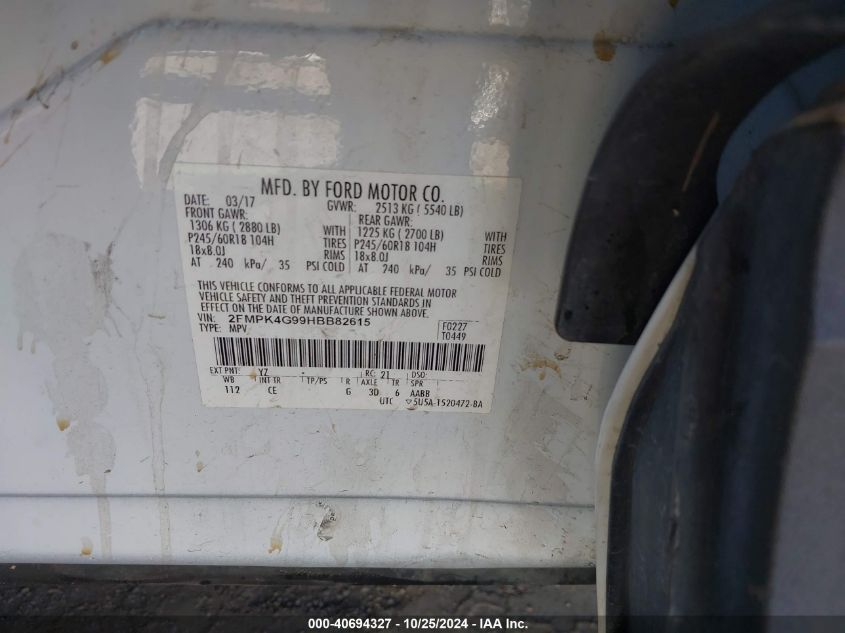 MFD. BY FORD MOTOR CO.
DATE: 03/17 GVWR: 2513 KG ( 5540 LB)
FRONT GAWR: REAR GAWR:
1306 KG ( 2880 LB) WITH 1225 KG ( 2700 LB) WITH
P245/60R18 104H TIRES P245/60R18 104H TIRES
18x8.0J RIMS 18x8.0J RIMS
AT 240 kPa/ 35 PSI COLD AT 240 kPa/ 35 PSI COLD
THIS VEHICLE CONFORMS TO ALL APPLICABLE FEDERAL MOTOR
VEHICLE SAFETY AND THEFT PREVENTION STANDARDS IN
EFFECT ON THE DATE OF MANUFACTURE SHOWN ABOVE.
VIN: 2FMPK4G99HBB82615 F0227
TYPE: MPV T0449
EXT PNT: YZ RC: 21 DSO:
WB INT TR TP/PS R AXLE TR SPR
112 CE G 3D 6 AABB
UTC 5U5A-1520472-BA
000-40694327 - 10/25/2024 - IAA Inc.